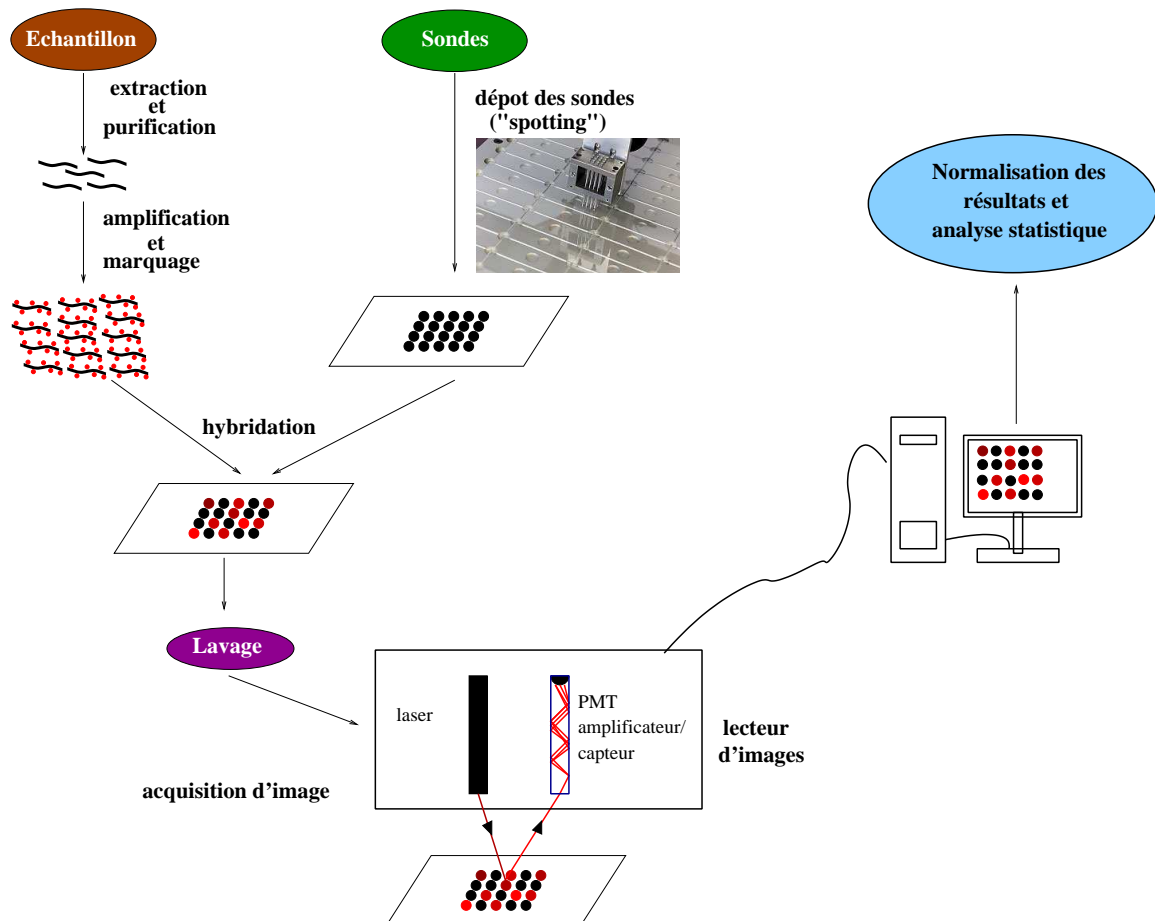 Echantillon
extraction
et
purification
amplification
et
marquage
Sondes
dépot des sondes
("spotting")
hybridation
Lavage
acquisition d'image
laser
PMT
amplificateur/
capteur
lecteur
d'images
Normalisation des
résultats et
analyse statistique